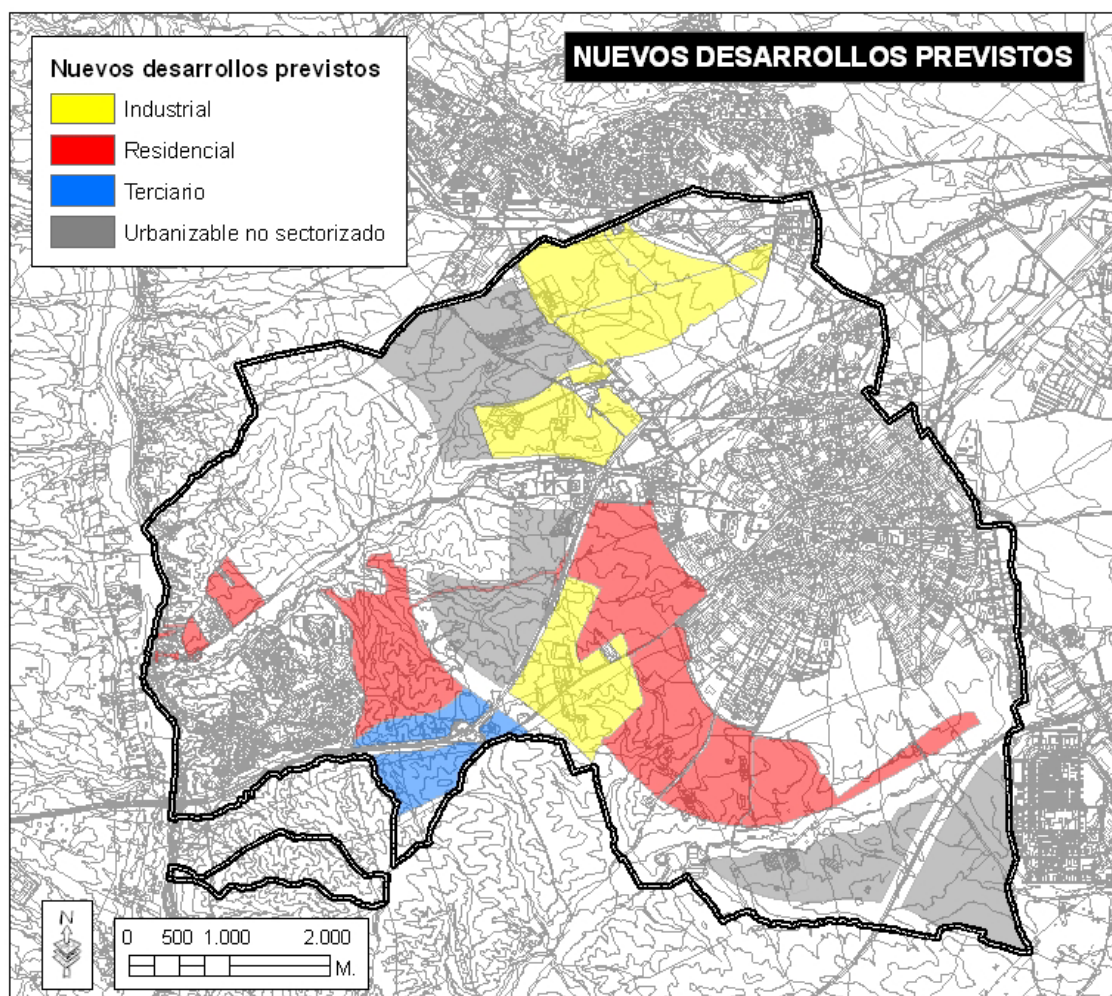 NUEVOS DESARROLLOS PREVISTOS
Nuevos desarrollos previstos
Industrial
Residencial
Terciario
Urbanizable no sectorizado
N
0 500 1.000 2.000
M.